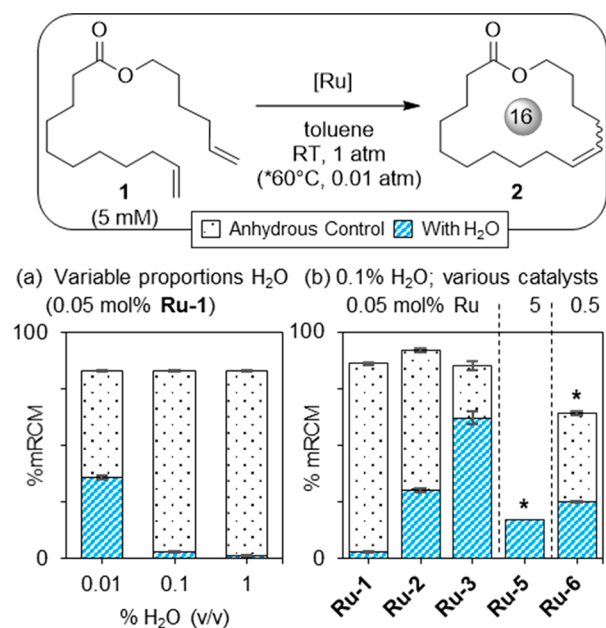 O
O
1
(5 mM)
[Ru]
toluene
RT, 1 atm
(*60°C, 0.01 atm)
O
O
16
2
Anhydrous Control With H₂O
(a) Variable proportions H₂O
(0.05 mol% Ru-1)
100
%mRCM
0
0.01 0.1 1
% H₂O (v/v)
(b) 0.1% H₂O; various catalysts
0.05 mol% Ru 5 0.5
100
% mRCM
0
* *
Ru-1 Ru-2 Ru-3 Ru-5 Ru-6